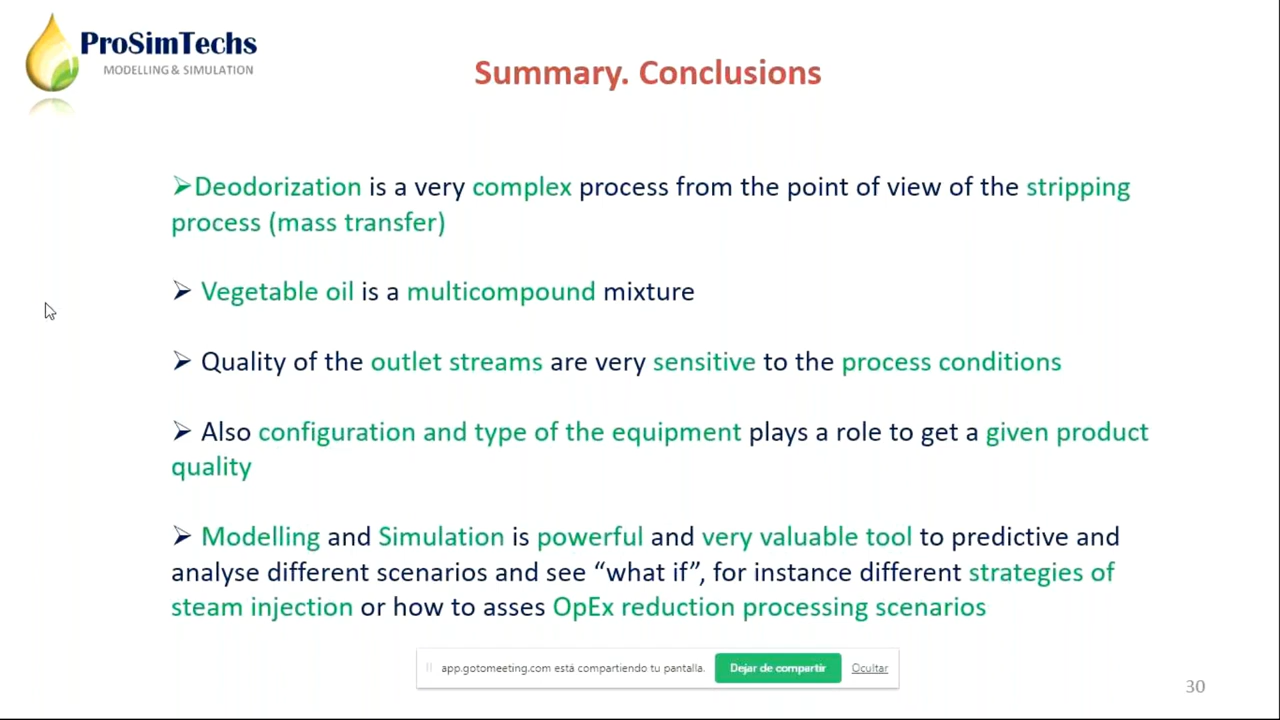 ProSimTechs
MODELLING & SIMULATION
Summary. Conclusions
➢Deodorization is a very complex process from the point of view of the stripping
process (mass transfer)
➢ Vegetable oil is a multicompound mixture
➢ Quality of the outlet streams are very sensitive to the process conditions
➢ Also configuration and type of the equipment plays a role to get a given product
quality
➢ Modelling and Simulation is powerful and very valuable tool to predictive and
analyse different scenarios and see “what if”, for instance different strategies of
steam injection or how to asses OpEx reduction processing scenarios
app.gotomeeting.com está compartiendo tu pantalla. Dejar de compartir Ocultar
30